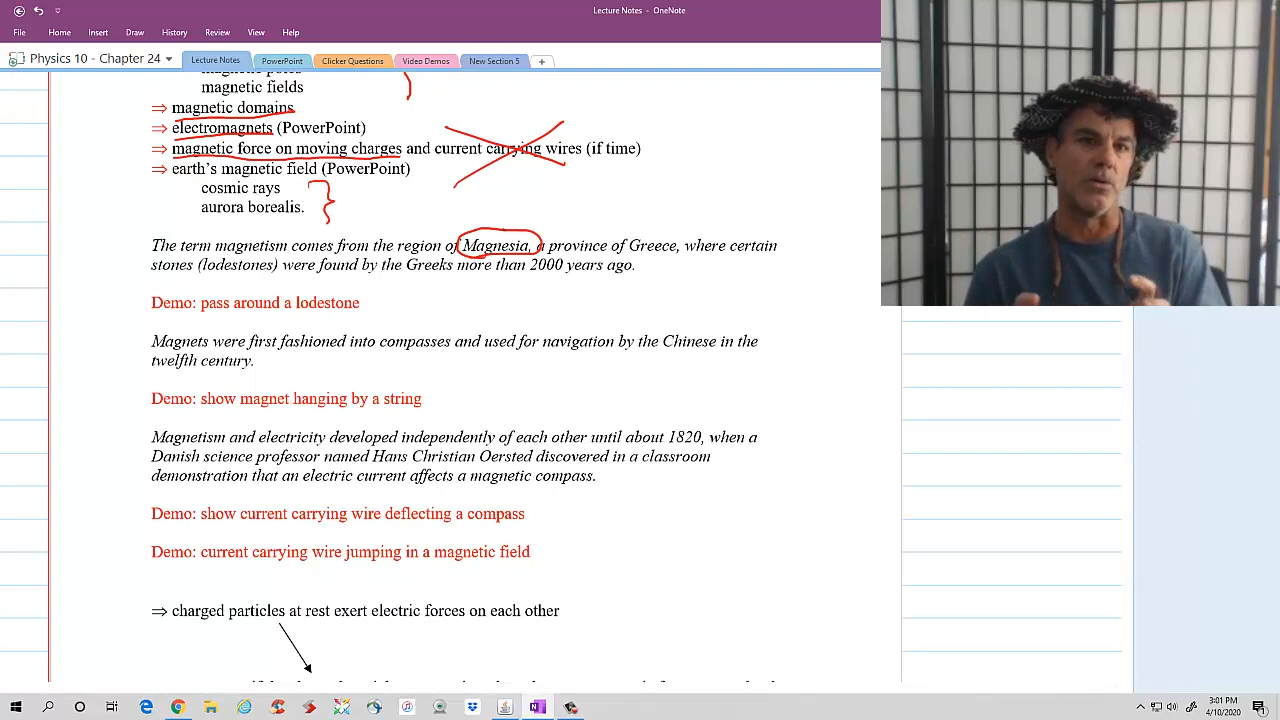 Lecture Notes - OneNote
File Home Insert Draw History Review View Help
Physics 10 - Chapter 24 Lecture Notes PowerPoint Clicker Questions Video Demos New Section 5 +
magnetic fields
⇒ magnetic domains
⇒ electromagnets (PowerPoint)
⇒ magnetic force on moving charges and current carrying wires (if time)
⇒ earth's magnetic field (PowerPoint)
cosmic rays
aurora borealis.
The term magnetism comes from the region of Magnesia, a province of Greece, where certain
stones (lodestones) were found by the Greeks more than 2000 years ago.
Demo: pass around a lodestone
Magnets were first fashioned into compasses and used for navigation by the Chinese in the
twelfth century.
Demo: show magnet hanging by a string
Magnetism and electricity developed independently of each other until about 1820, when a
Danish science professor named Hans Christian Oersted discovered in a classroom
demonstration that an electric current affects a magnetic compass.
Demo: show current carrying wire deflecting a compass
Demo: current carrying wire jumping in a magnetic field
⇒ charged particles at rest exert electric forces on each other
3:01 PM
4/10/2020